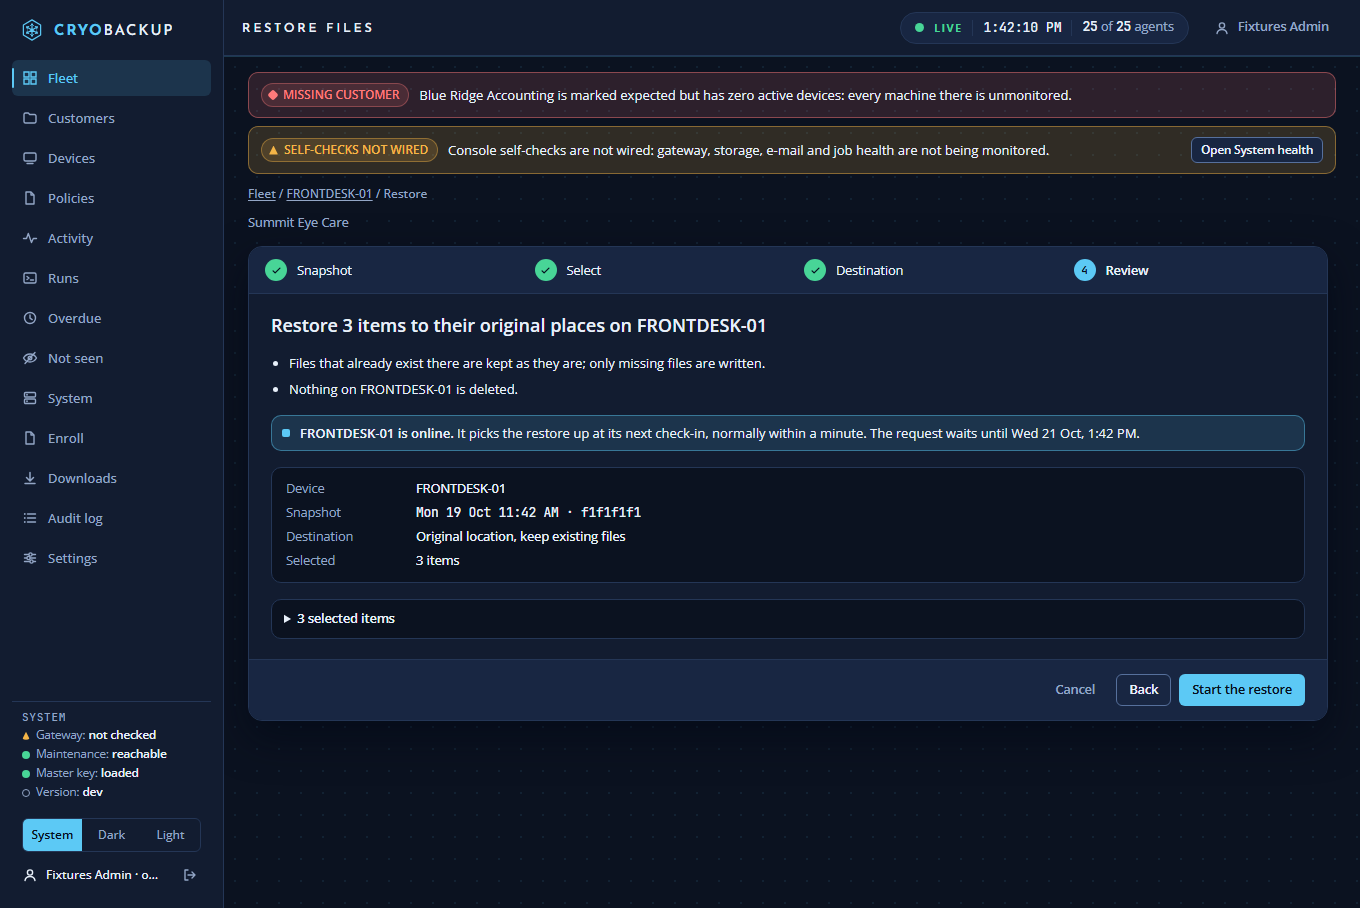 CRYOBACKUP
RESTORE FILES
LIVE 1:42:10 PM 25 of 25 agents
Fixtures Admin
Fleet
Customers
Devices
Policies
Activity
Runs
Overdue
Not seen
System
Enroll
Downloads
Audit log
Settings
MISSING CUSTOMER Blue Ridge Accounting is marked expected but has zero active devices: every machine there is unmonitored.
SELF-CHECKS NOT WIRED Console self-checks are not wired: gateway, storage, e-mail and job health are not being monitored. Open System health
Fleet / FRONTDESK-01 / Restore
Summit Eye Care
Snapshot Select Destination 4 Review
Restore 3 items to their original places on FRONTDESK-01
• Files that already exist there are kept as they are; only missing files are written.
• Nothing on FRONTDESK-01 is deleted.
FRONTDESK-01 is online. It picks the restore up at its next check-in, normally within a minute. The request waits until Wed 21 Oct, 1:42 PM.
Device FRONTDESK-01
Snapshot Mon 19 Oct 11:42 AM · f1f1f1f1
Destination Original location, keep existing files
Selected 3 items
3 selected items
Cancel Back Start the restore
SYSTEM
Gateway: not checked
Maintenance: reachable
Master key: loaded
Version: dev
System Dark Light
Fixtures Admin · o...